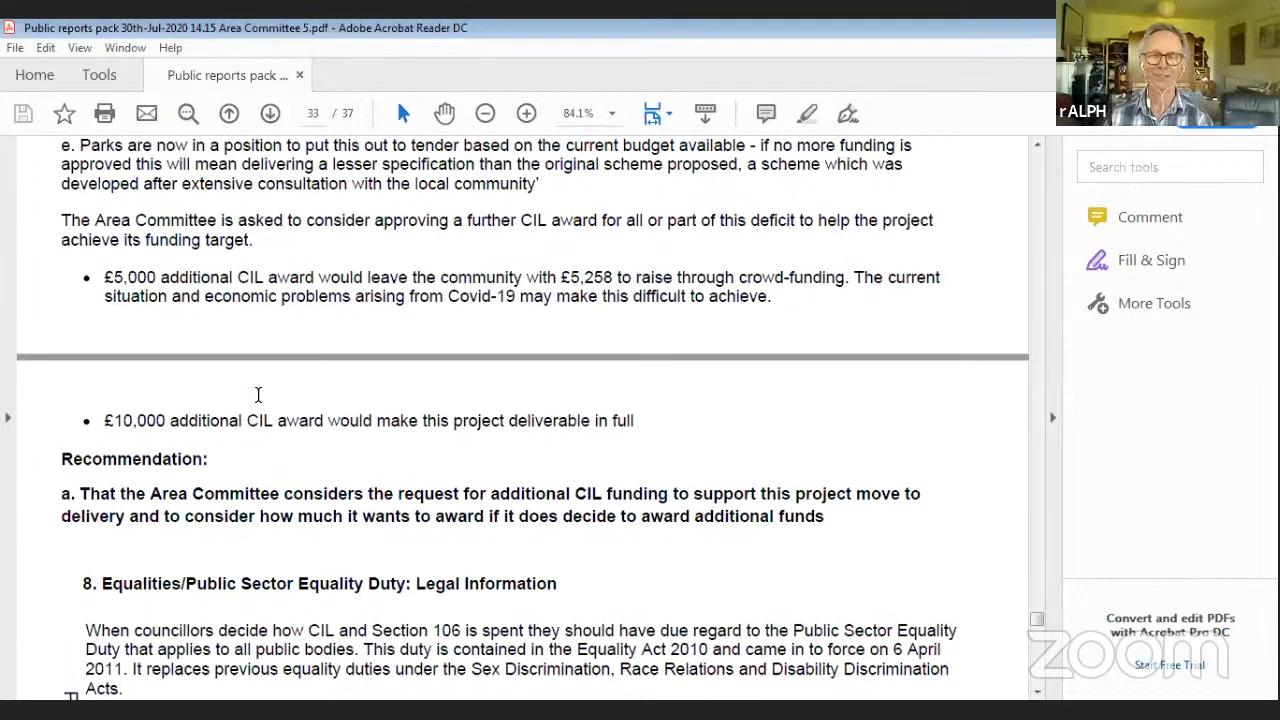 Public reports pack 30th-Jul-2020 14.15 Area Committee 5.pdf - Adobe Acrobat Reader DC
File Edit View Window Help
Home Tools Public reports pack ... ×
33 / 37 84.1%
r ALPH
e. Parks are now in a position to put this out to tender based on the current budget available - if no more funding is
approved this will mean delivering a lesser specification than the original scheme proposed, a scheme which was
developed after extensive consultation with the local community'
The Area Committee is asked to consider approving a further CIL award for all or part of this deficit to help the project
achieve its funding target.
• £5,000 additional CIL award would leave the community with £5,258 to raise through crowd-funding. The current
situation and economic problems arising from Covid-19 may make this difficult to achieve.
• £10,000 additional CIL award would make this project deliverable in full
Recommendation:
a. That the Area Committee considers the request for additional CIL funding to support this project move to
delivery and to consider how much it wants to award if it does decide to award additional funds
8. Equalities/Public Sector Equality Duty: Legal Information
When councillors decide how CIL and Section 106 is spent they should have due regard to the Public Sector Equality
Duty that applies to all public bodies. This duty is contained in the Equality Act 2010 and came in to force on 6 April
2011. It replaces previous equality duties under the Sex Discrimination, Race Relations and Disability Discrimination
Acts.
Search tools
Comment
Fill & Sign
More Tools
Convert and edit PDFs
with Acrobat Pro DC
Start Free Trial
zoom